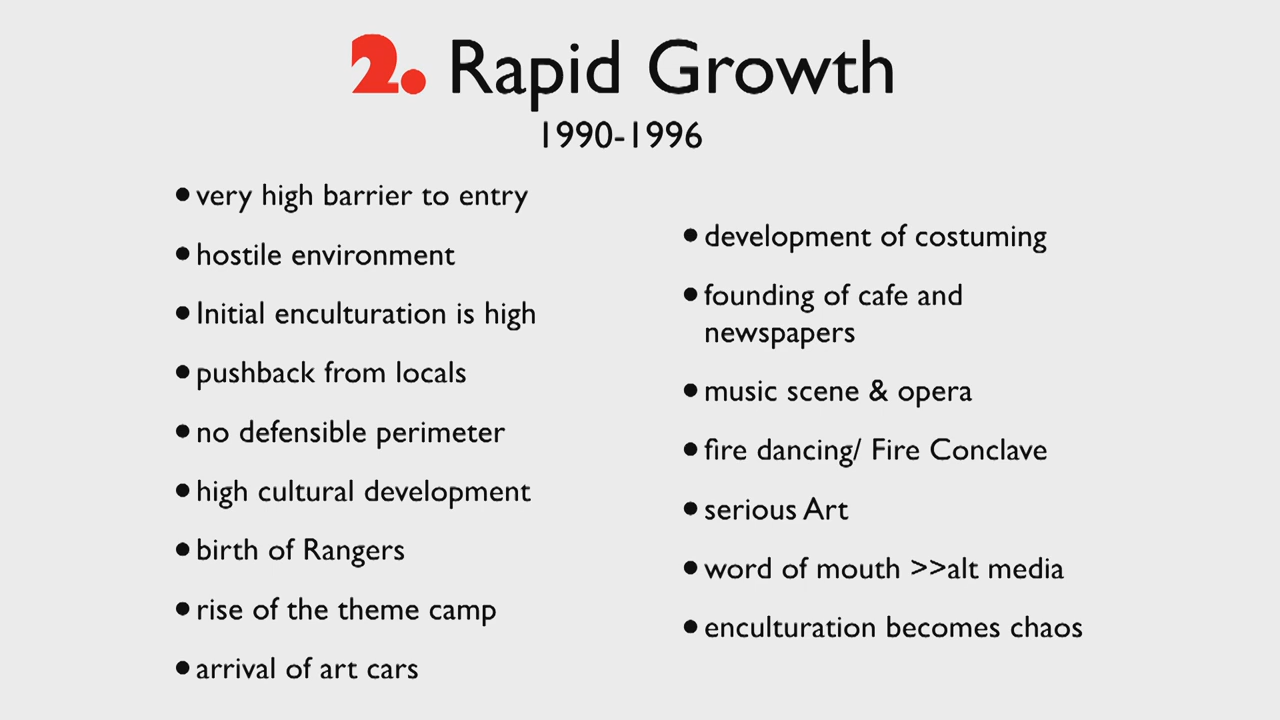 2. Rapid Growth
1990-1996
•very high barrier to entry
•hostile environment
•Initial enculturation is high
•pushback from locals
•no defensible perimeter
•high cultural development
•birth of Rangers
•rise of the theme camp
•arrival of art cars
•development of costuming
•founding of cafe and
newspapers
•music scene & opera
•fire dancing/ Fire Conclave
•serious Art
•word of mouth >>alt media
•enculturation becomes chaos